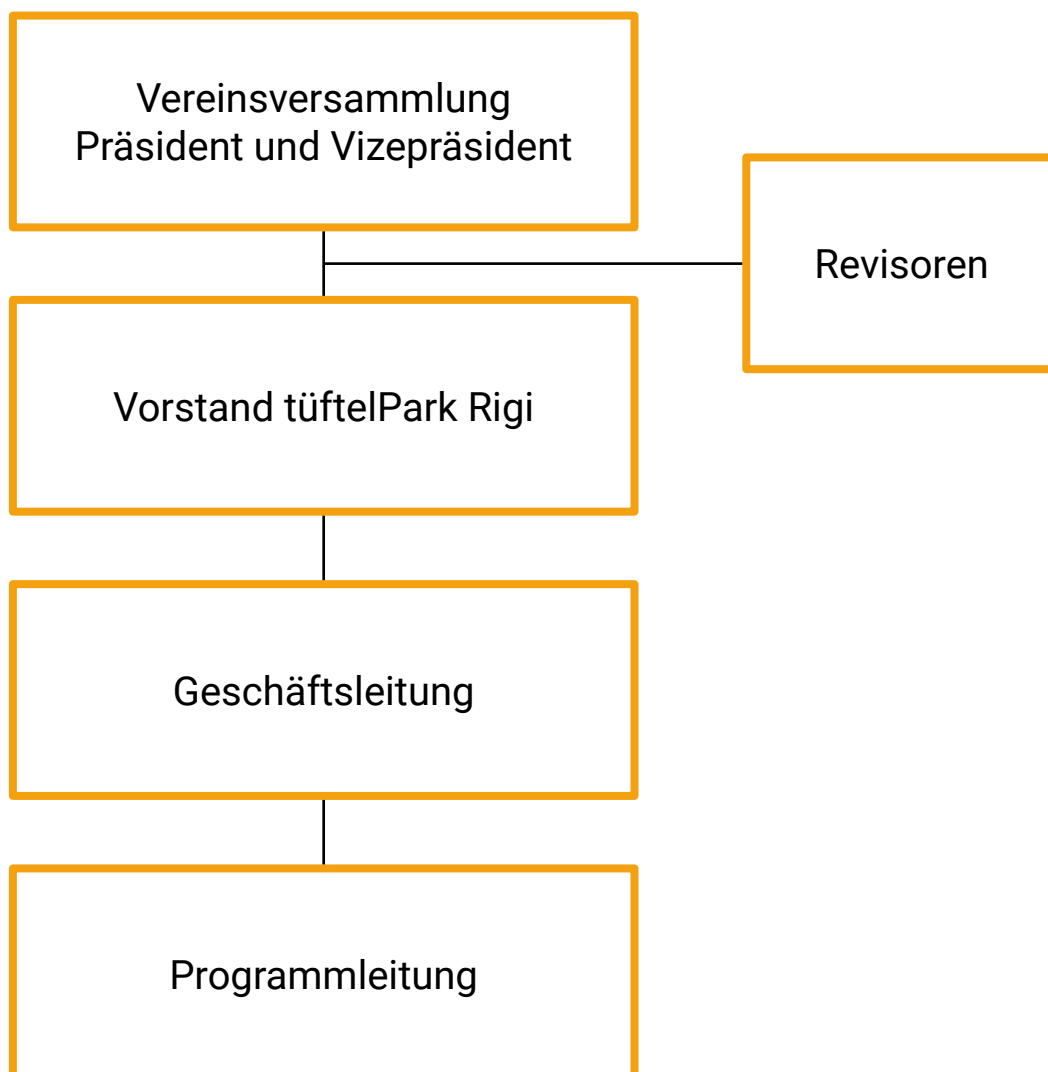 Vereinsversammlung
Präsident und Vizepräsident
Revisoren
Vorstand tüftelPark Rigi
Geschäftsleitung
Programmleitung